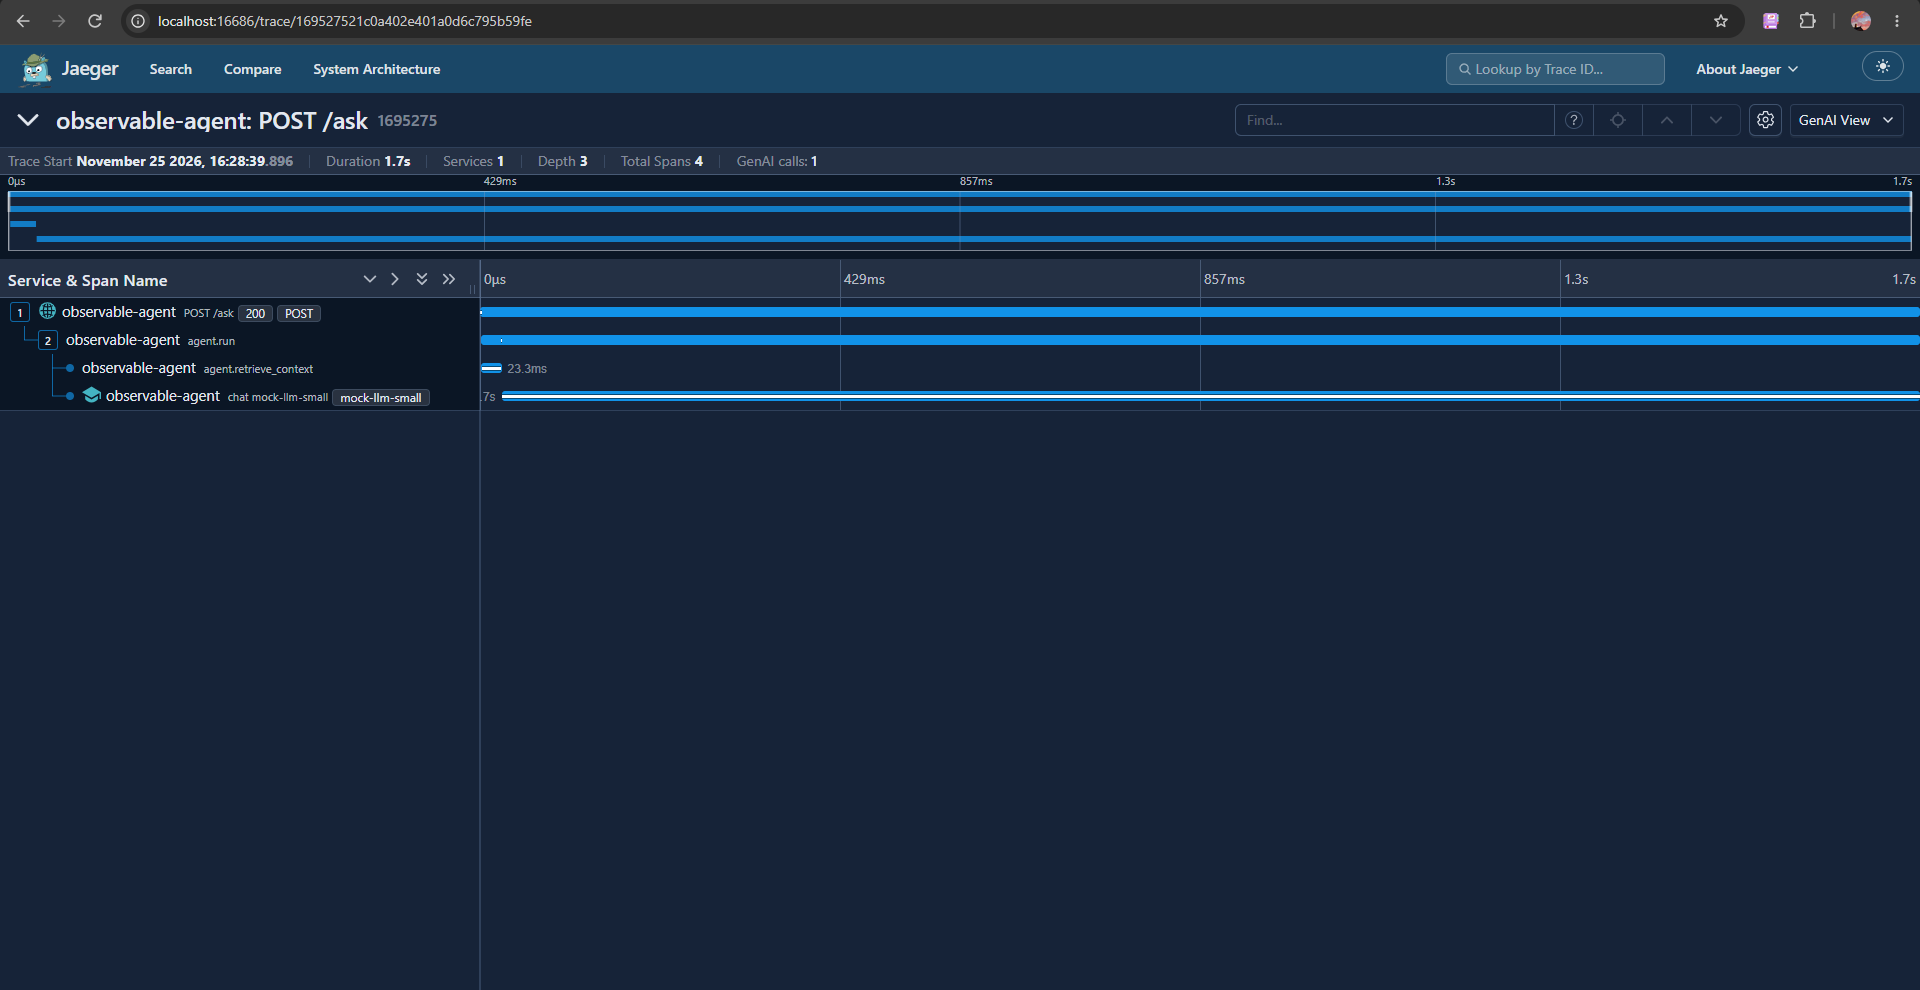 localhost:16686/trace/169527521c0a402e401a0d6c795b59fe
Jaeger Search Compare System Architecture Lookup by Trace ID... About Jaeger
observable-agent: POST /ask 1695275 Find... ? GenAI View
Trace Start November 25 2026, 16:28:39.896 Duration 1.7s Services 1 Depth 3 Total Spans 4 GenAI calls: 1
0μs 429ms 857ms 1.3s 1.7s
Service & Span Name 0μs 429ms 857ms 1.3s 1.7s
1 observable-agent POST /ask 200 POST
2 observable-agent agent.run
observable-agent agent.retrieve_context 23.3ms
observable-agent chat mock-llm-small mock-llm-small 7s